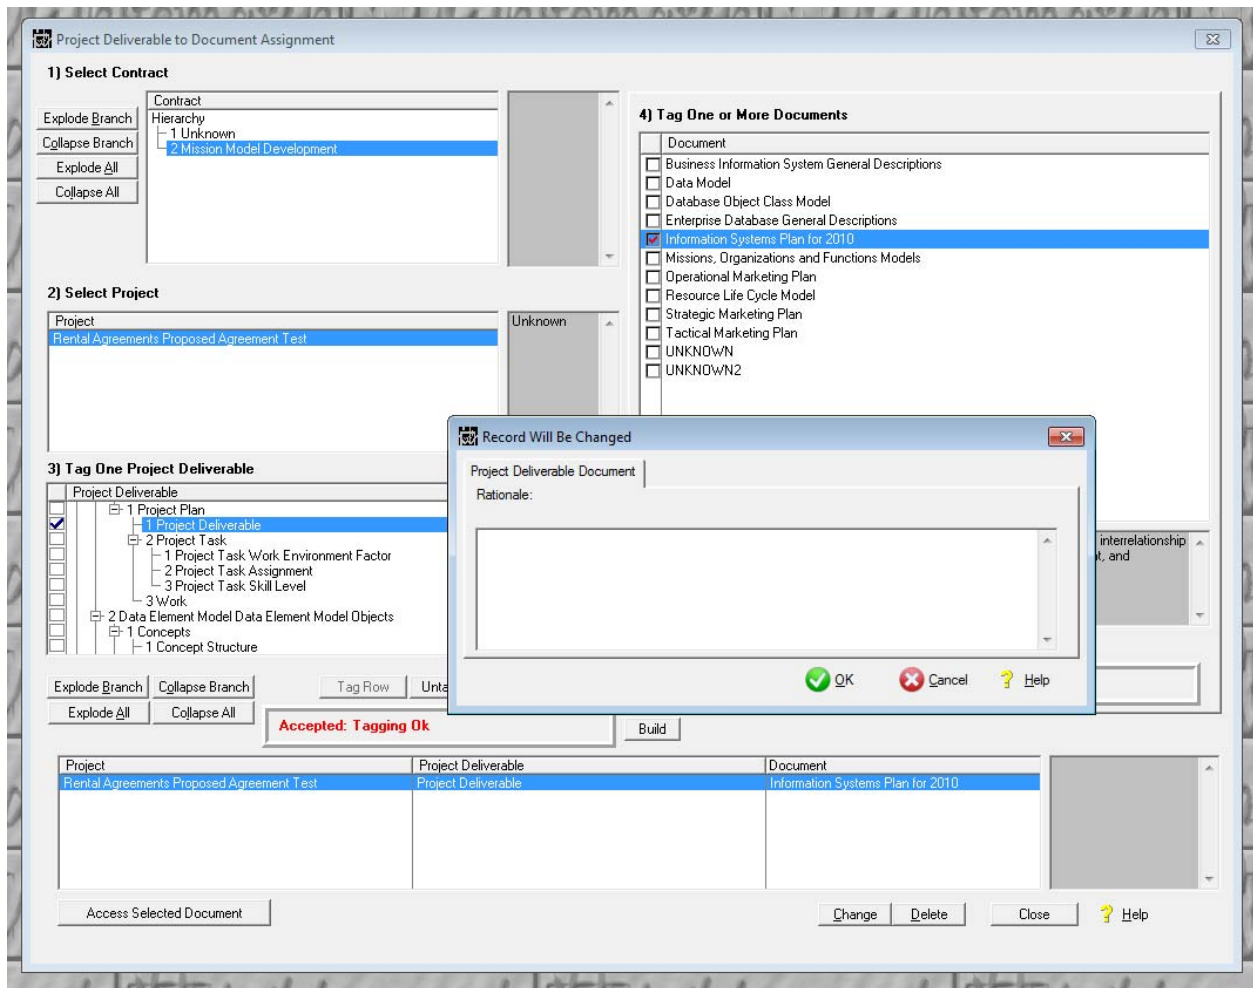 Project Deliverable to Document Assignment
1) Select Contract
Explode Branch
Collapse Branch
Explode All
Collapse All
Contract
Hierarchy
1 Unknown
2 Mission Model Development
2) Select Project
Project
Rental Agreements Proposed Agreement Test
Unknown
3) Tag One Project Deliverable
Project Deliverable
1 Project Plan
1 Project Deliverable
2 Project Task
1 Project Task Work Environment Factor
2 Project Task Assignment
3 Project Task Skill Level
3 Work
2 Data Element Model Data Element Model Objects
1 Concepts
1 Concept Structure
Explode Branch
Collapse Branch
Tag Row
Explode All
Collapse All
Accepted: Tagging Ok
4) Tag One or More Documents
Document
Business Information System General Descriptions
Data Model
Database Object Class Model
Enterprise Database General Descriptions
Information Systems Plan for 2010
Missions, Organizations and Functions Models
Operational Marketing Plan
Resource Life Cycle Model
Strategic Marketing Plan
Tactical Marketing Plan
UNKNOWN
UNKNOWN2
interrelationship
and
Record Will Be Changed
Project Deliverable Document
Rationale:
OK
Cancel
Help
Build
Project Project Deliverable Document
Rental Agreements Proposed Agreement Test Project Deliverable Information Systems Plan for 2010
Access Selected Document
Change
Delete
Close
Help